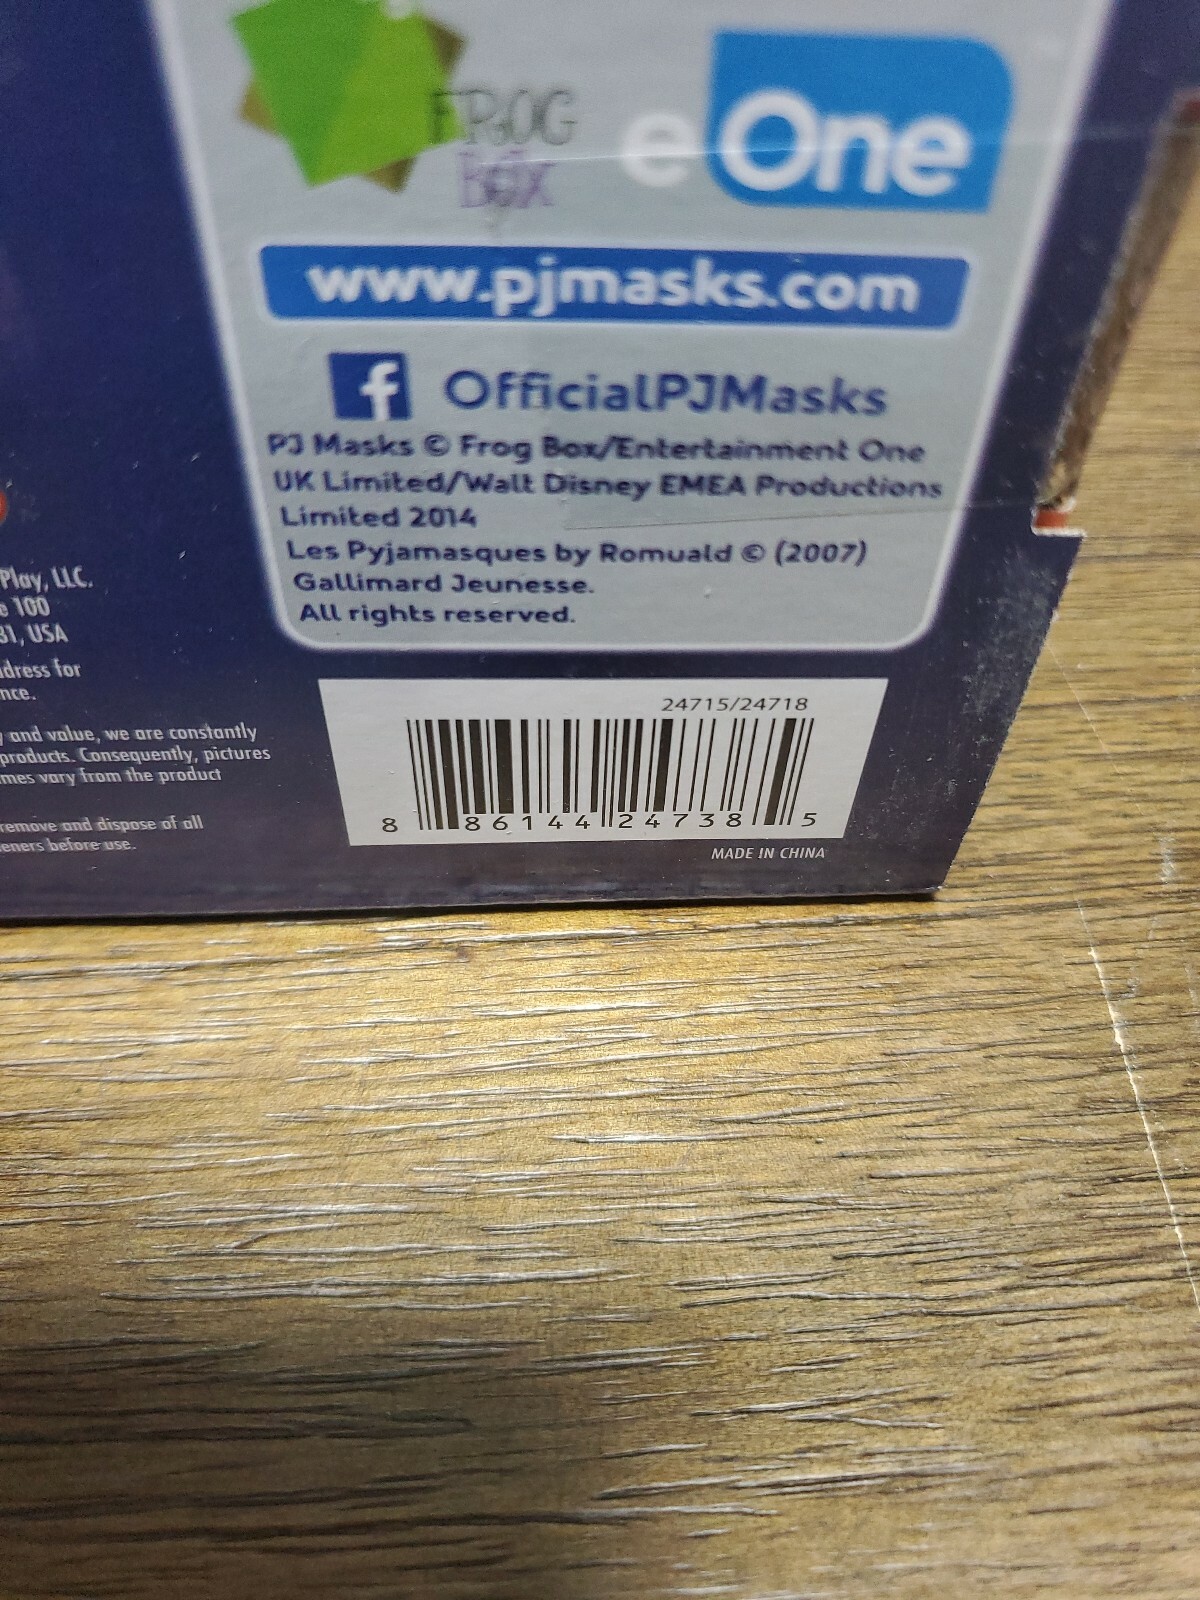 FROG
Box
eOne
www.pjmasks.com
f OfficialPJMasks
PJ Masks © Frog Box/Entertainment One
UK Limited/Walt Disney EMEA Productions
Limited 2014
Les Pyjamasques by Romuald © (2007)
Gallimard Jeunesse.
All rights reserved.
Play, LLC.
100
31, USA
dress for
nce.
and value, we are constantly
products. Consequently, pictures
mes vary from the product
remove and dispose of all
eners before use.
24715/24718
8 86144 24738 5
MADE IN CHINA